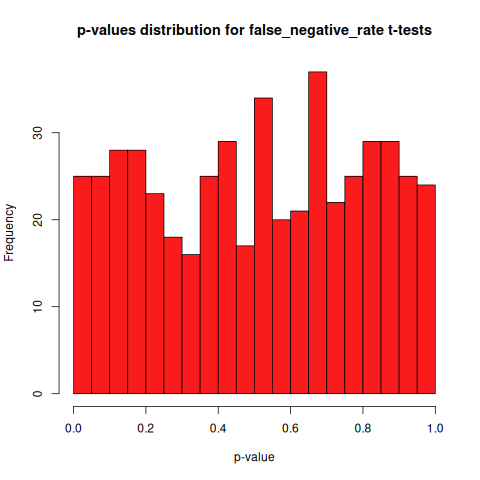 p-values distribution for false_negative_rate t-tests
Frequency
30
20
10
0
0.0 0.2 0.4 0.6 0.8 1.0
p-value